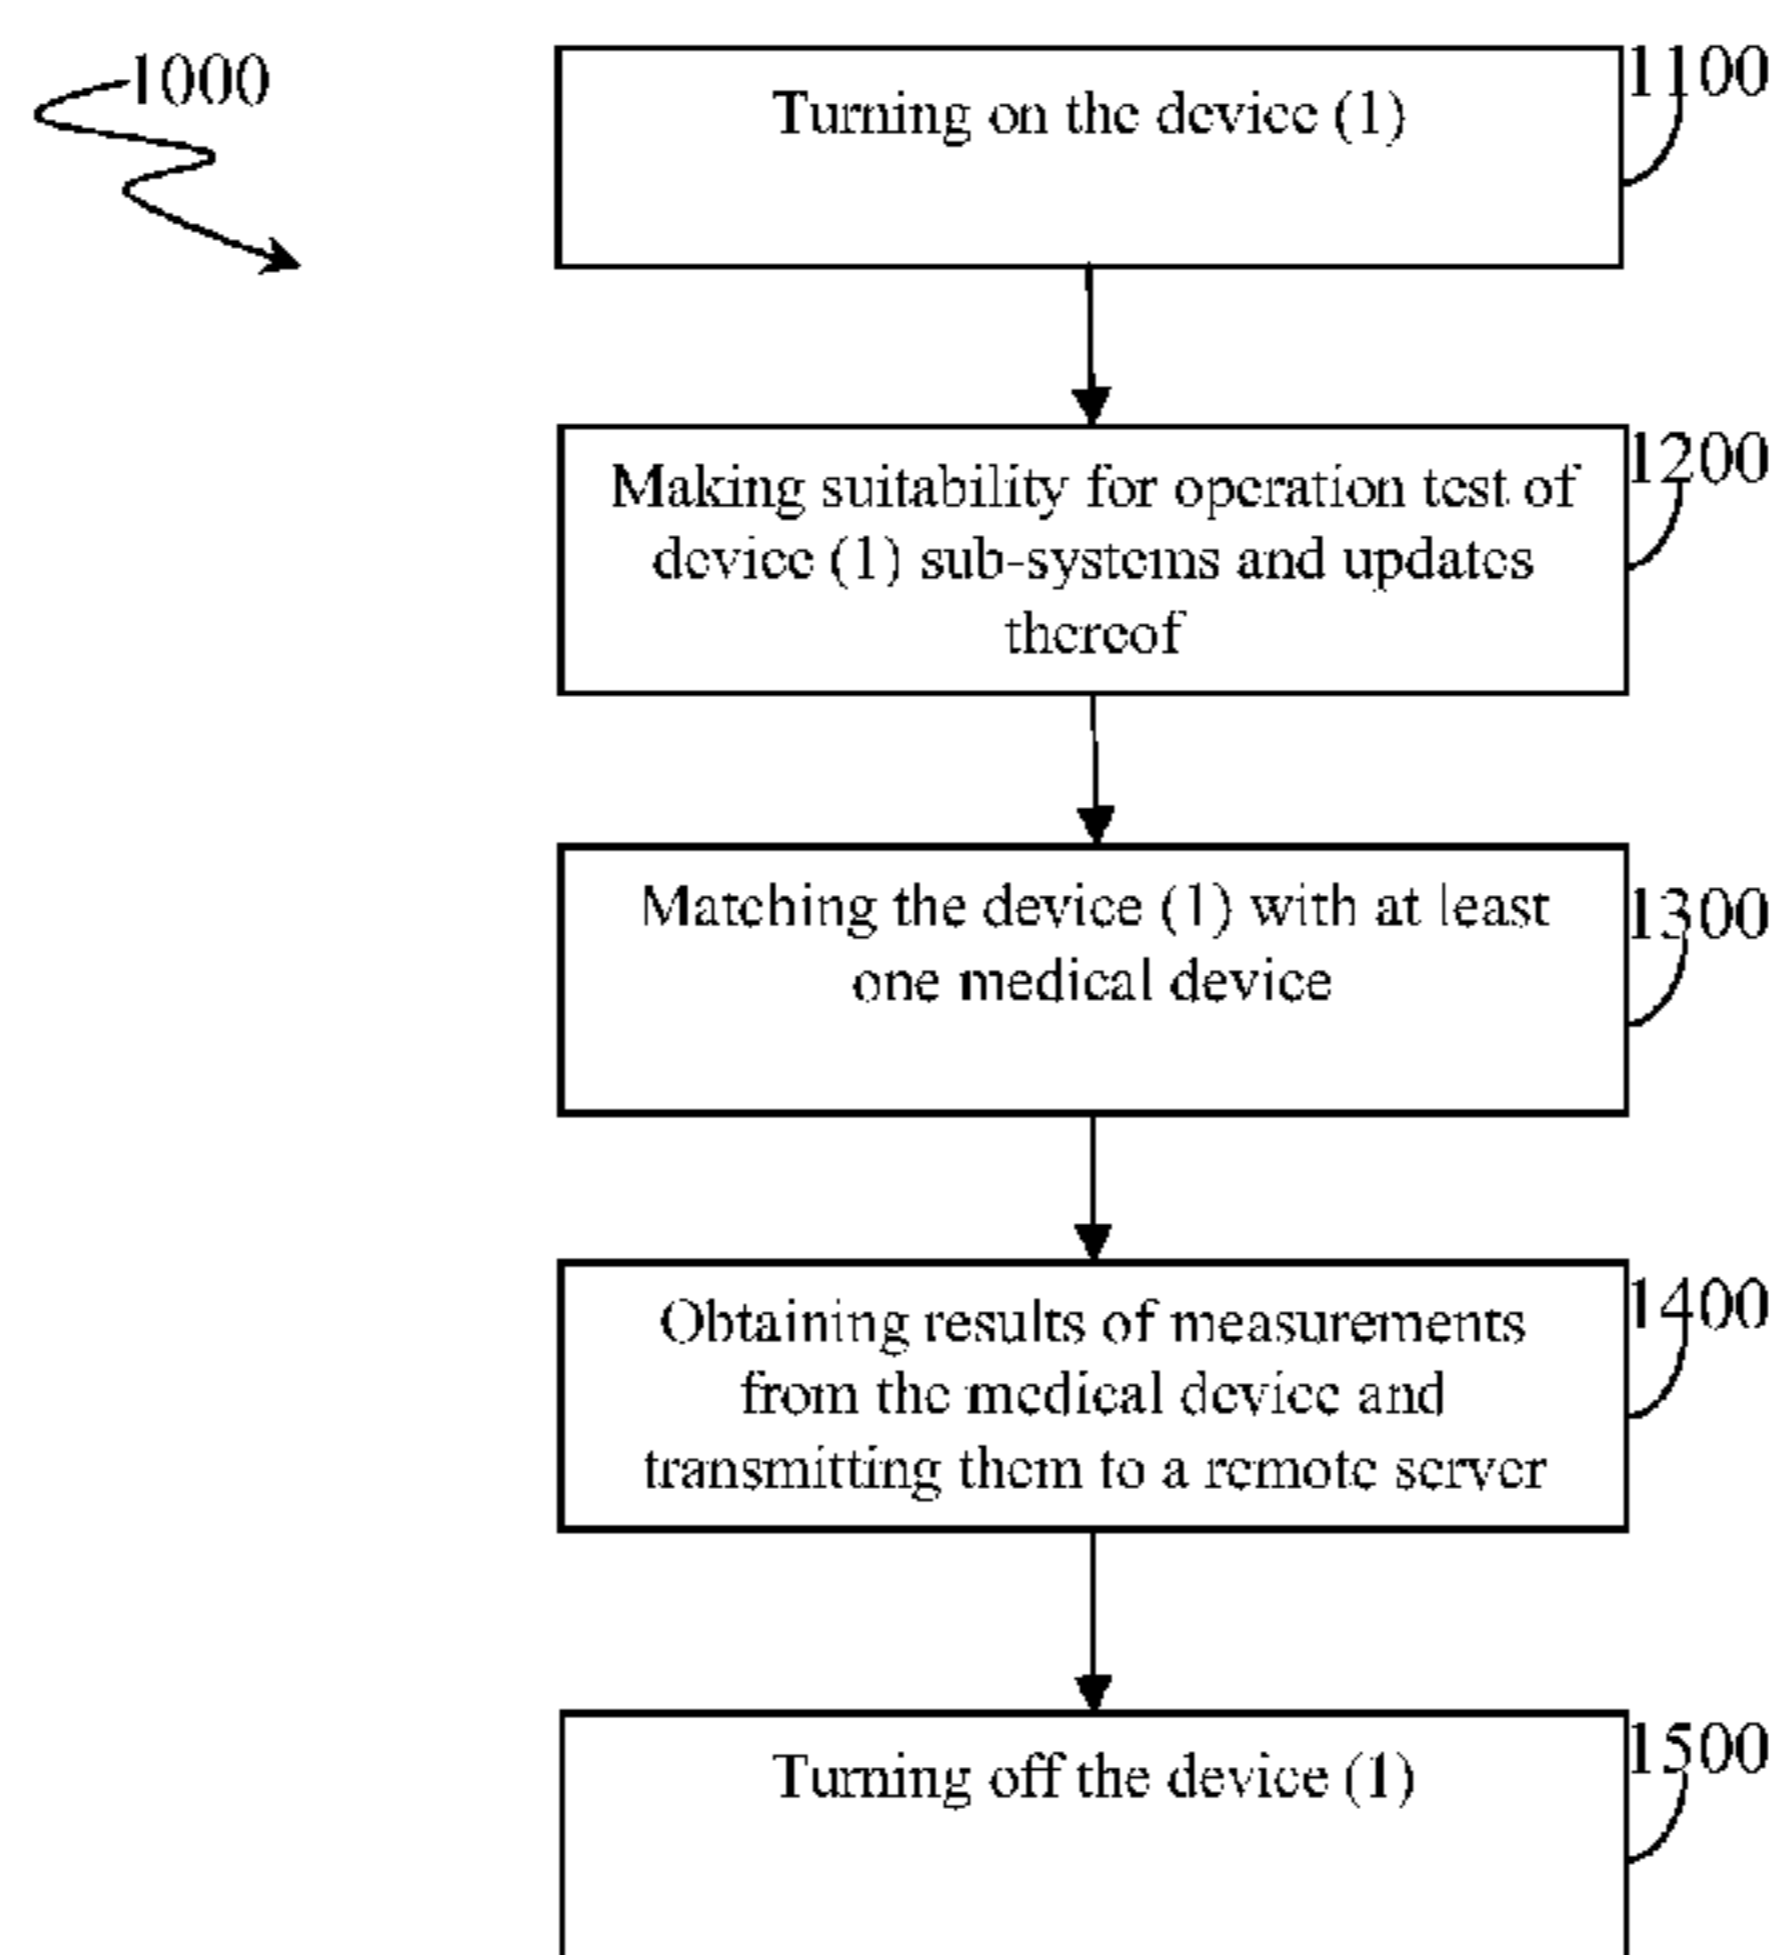 1000
1100
Turning on the device (1)
1200
Making suitability for operation test of
device (1) sub-systems and updates
thereof
1300
Matching the device (1) with at least
one medical device
1400
Obtaining results of measurements
from the medical device and
transmitting them to a remote server
1500
Turning off the device (1)